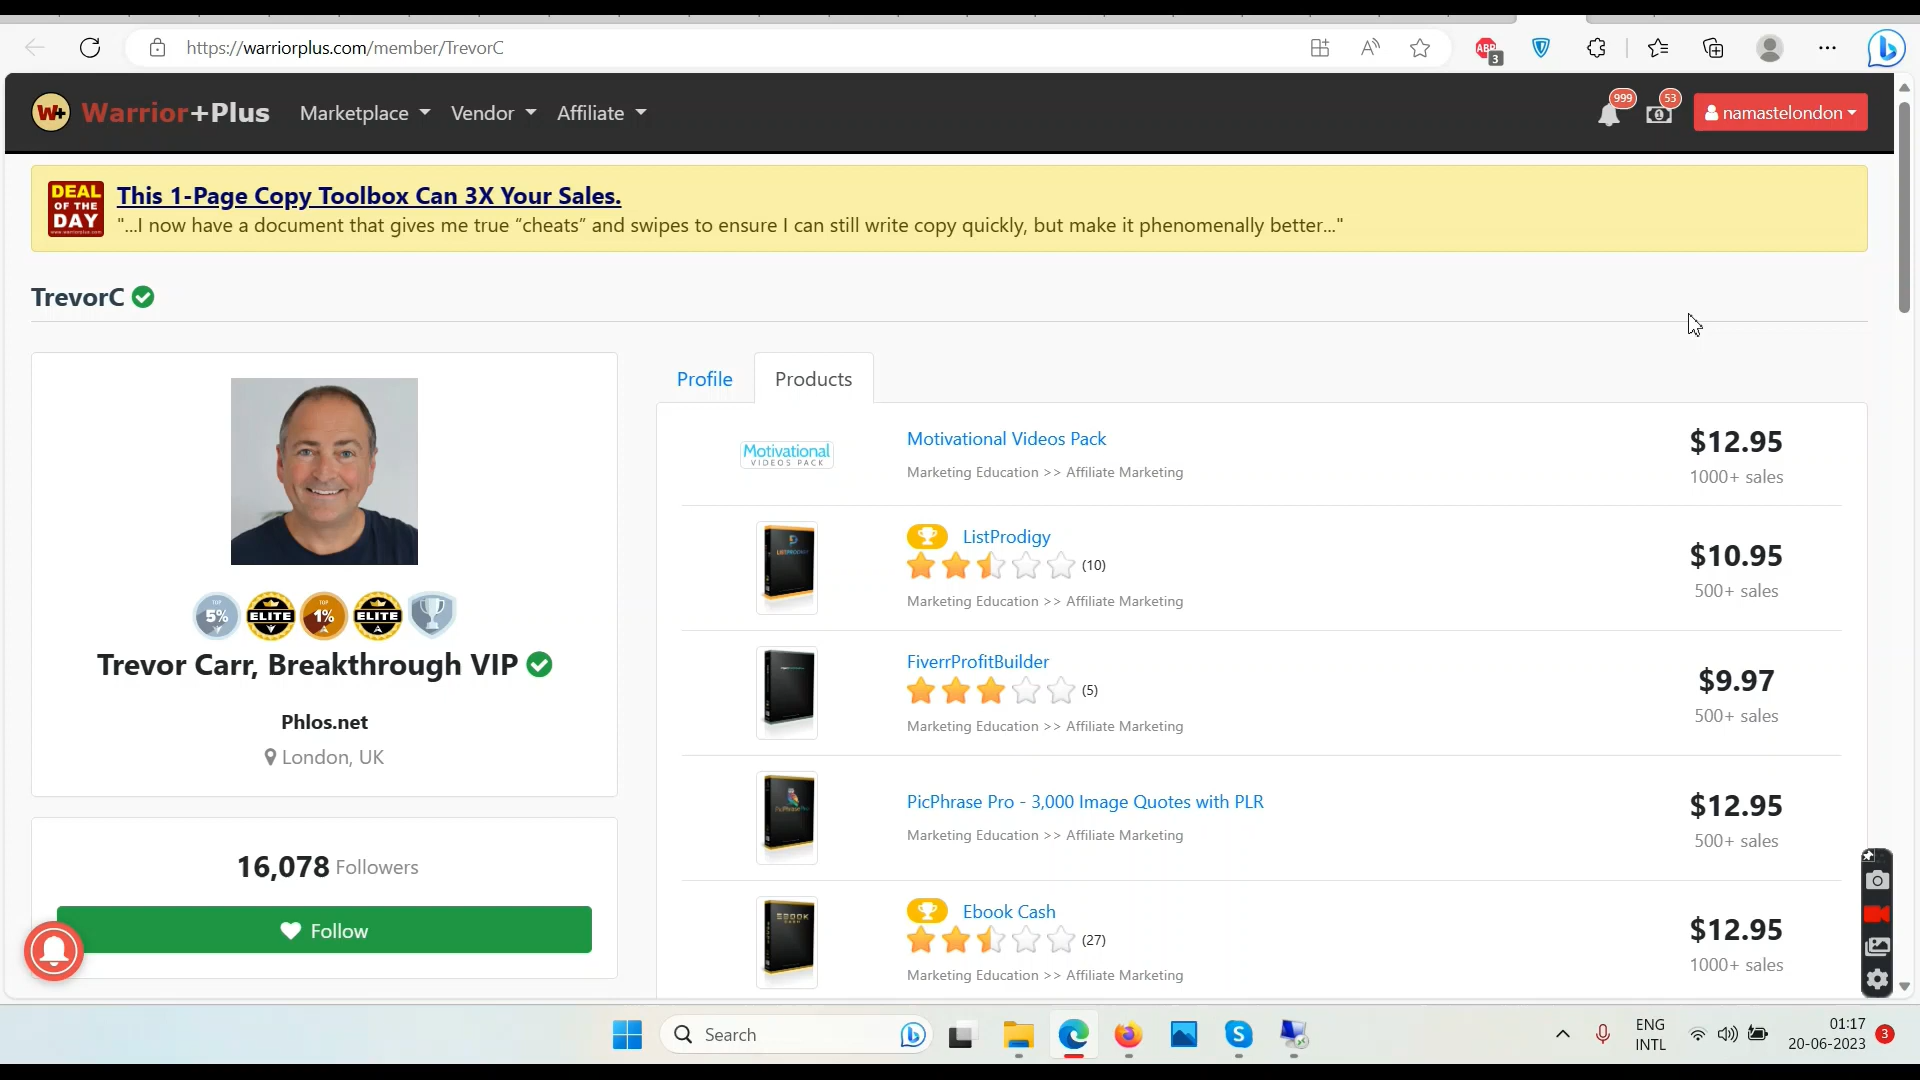 https://warriorplus.com/member/TrevorC
ABP
3
W+ Warrior+Plus Marketplace Vendor Affiliate
999
53
namastelondon
DEAL OF THE DAY
This 1-Page Copy Toolbox Can 3X Your Sales.
"...I now have a document that gives me true “cheats” and swipes to ensure I can still write copy quickly, but make it phenomenally better..."
TrevorC
TOP 5% ELITE TOP 1% ELITE
Trevor Carr, Breakthrough VIP
Phlos.net
London, UK
16,078 Followers
Follow
Profile Products
Motivational VIDEOS PACK
Motivational Videos Pack
Marketing Education >> Affiliate Marketing
$12.95
1000+ sales
LISTPRODIGY
ListProdigy
(10)
Marketing Education >> Affiliate Marketing
$10.95
500+ sales
FiverrProfitBuilder
(5)
Marketing Education >> Affiliate Marketing
$9.97
500+ sales
PicPhrase Pro - 3,000 Image Quotes with PLR
Marketing Education >> Affiliate Marketing
$12.95
500+ sales
EBOOK CASH
Ebook Cash
(27)
Marketing Education >> Affiliate Marketing
$12.95
1000+ sales
Search
ENG
INTL
01:17
20-06-2023
3